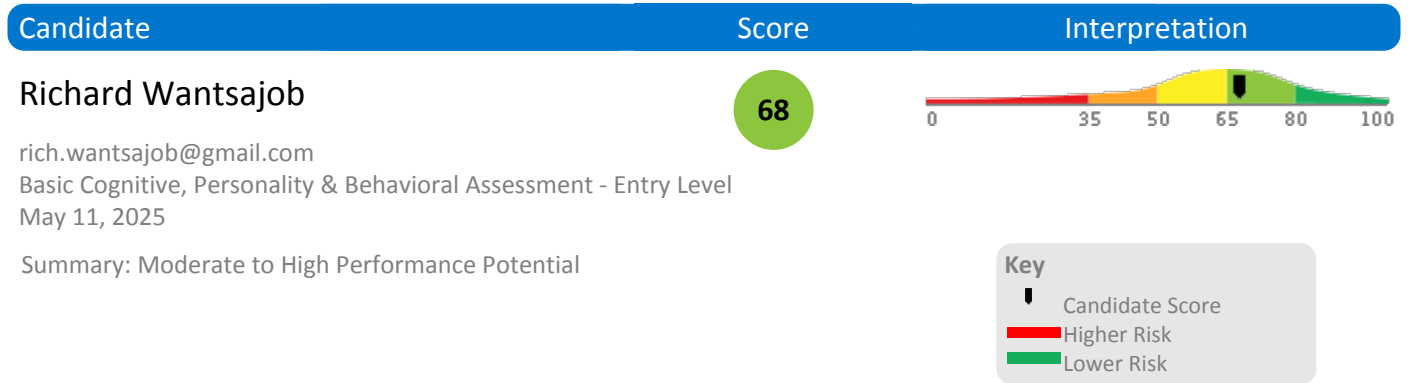 Candidate Score Interpretation
Richard Wantsajob
68
0 35 50 65 80 100
rich.wantsajob@gmail.com
Basic Cognitive, Personality & Behavioral Assessment - Entry Level
May 11, 2025
Summary: Moderate to High Performance Potential
Key
Candidate Score
Higher Risk
Lower Risk